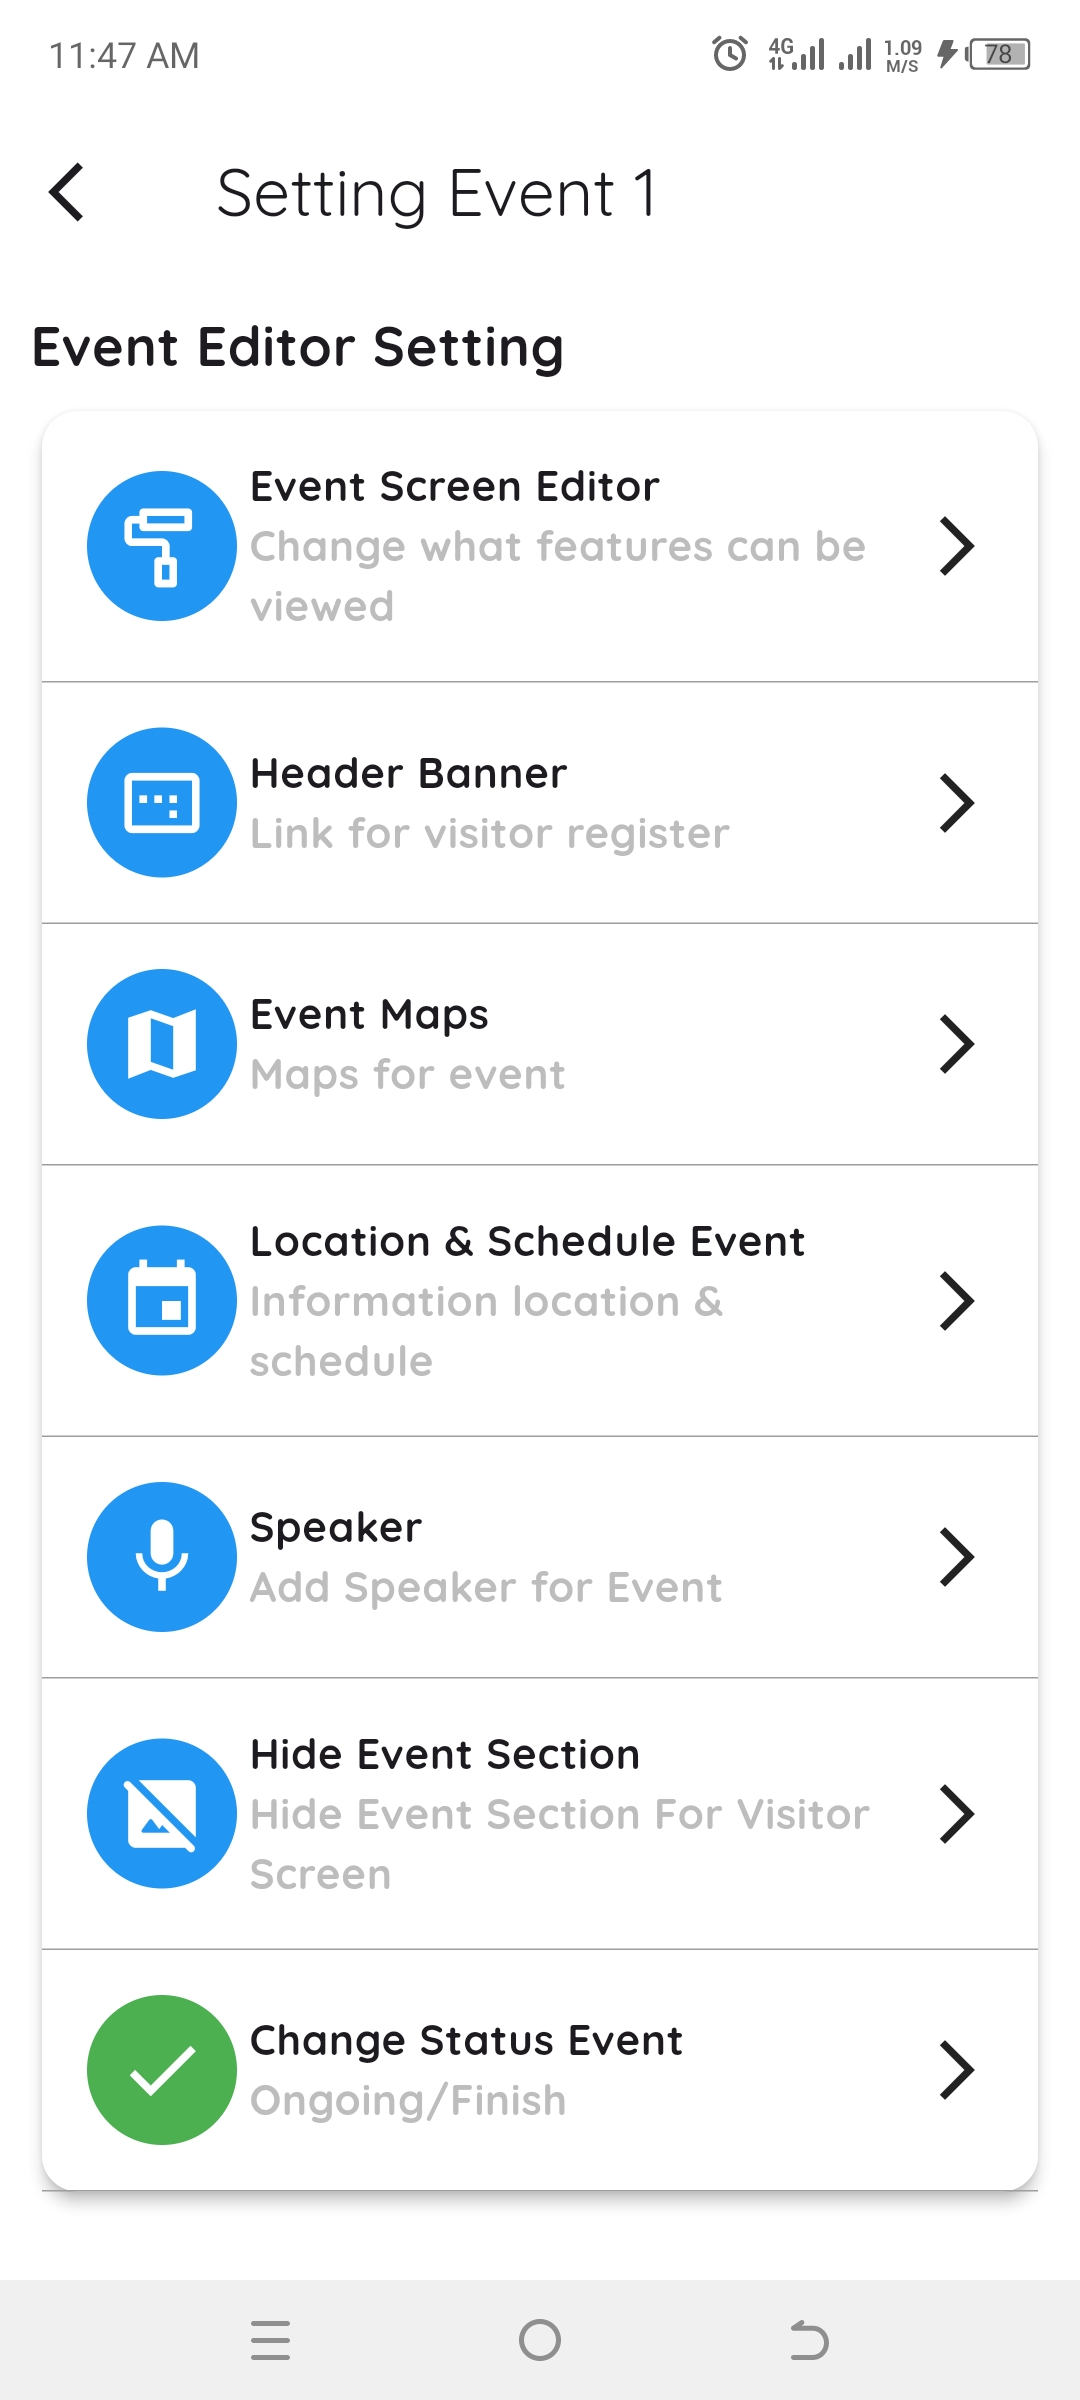 11:47 AM
4G
1.09
M/S
78
Setting Event 1
Event Editor Setting
Event Screen Editor
Change what features can be
viewed
Header Banner
Link for visitor register
Event Maps
Maps for event
Location & Schedule Event
Information location &
schedule
Speaker
Add Speaker for Event
Hide Event Section
Hide Event Section For Visitor
Screen
Change Status Event
Ongoing/Finish